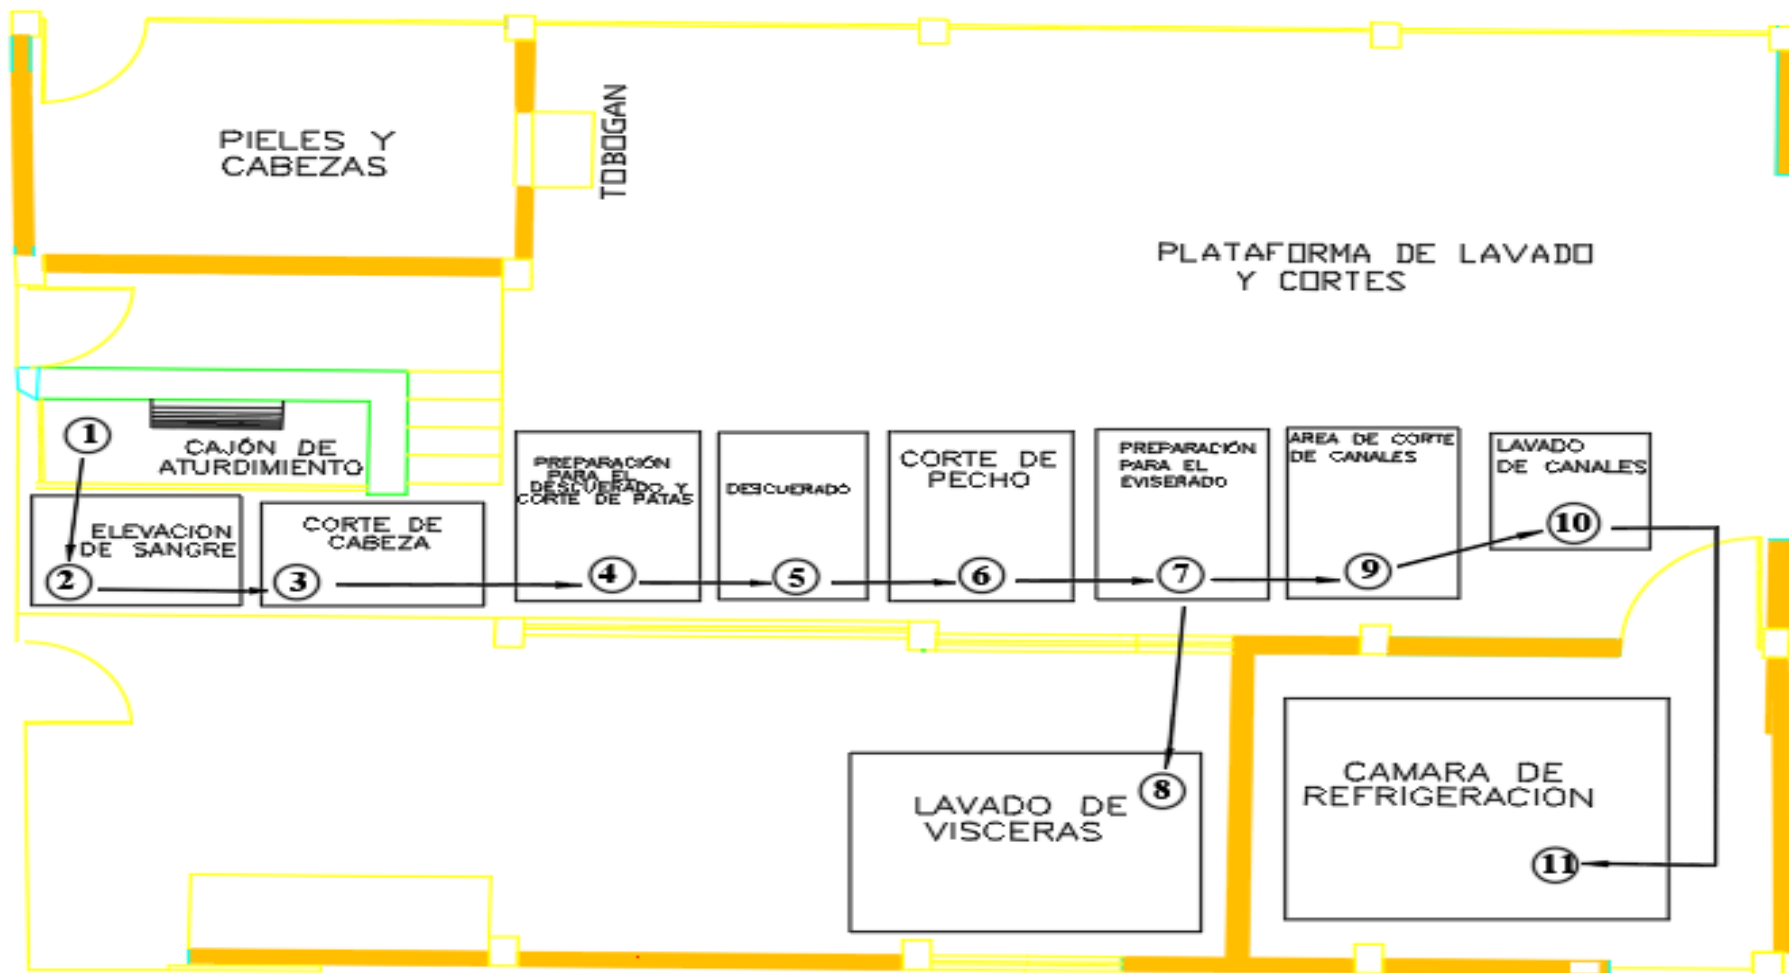 PIELES Y
CABEZAS
TOBOGAN
PLATAFORMA DE LAVADO
Y CORTES
1
CAJÓN DE
ATURDIMIENTO
ELEVACION
DE SANGRE
2
CORTE DE
CABEZA
3
PREPARACIÓN
PARA EL
DESCUERADO Y
CORTE DE PATAS
4
DESCUERADO
5
CORTE DE
PECHO
6
PREPARACIÓN
PARA EL
EVISERADO
7
AREA DE CORTE
DE CANALES
9
LAVADO
DE CANALES
10
LAVADO DE
VISCERAS
8
CAMARA DE
REFRIGERACION
11